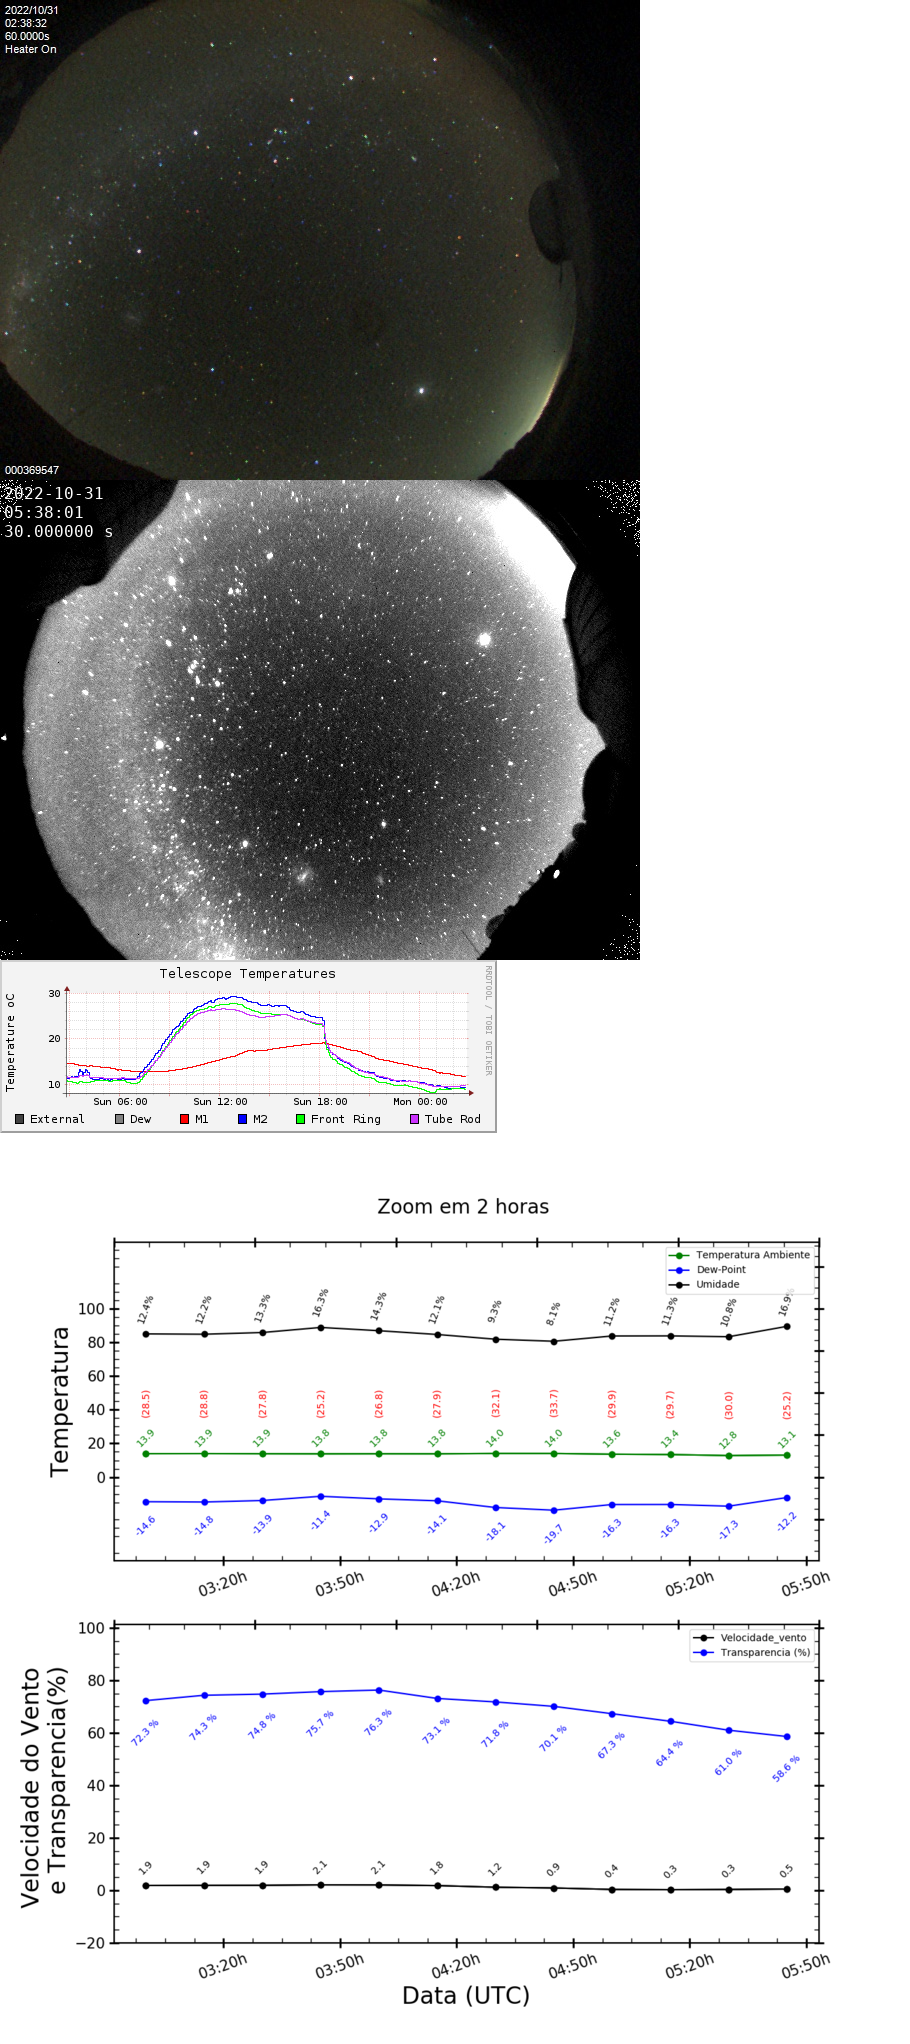 2022/10/31
02:38:32
60.0000s
Heater On
000369547
2022-10-31
05:38:01
30.000000 s
Telescope Temperatures
RRDTOOL / TOBI OETIKER
Temperature oC
30
20
10
Sun 06:00 Sun 12:00 Sun 18:00 Mon 00:00
External Dew M1 M2 Front Ring Tube Rod
Zoom em 2 horas
Temperatura Ambiente
Dew-Point
Umidade
Temperatura
100
80
60
40
20
0
12.4% 12.2% 13.3% 16.3% 14.3% 12.1% 9.3% 8.1% 11.2% 11.3% 10.8% 16.9%
(28.5) (28.8) (27.8) (25.2) (26.8) (27.9) (32.1) (33.7) (29.9) (29.7) (30.0) (25.2)
13.9 13.9 13.9 13.8 13.8 13.8 14.0 14.0 13.6 13.4 12.8 13.1
-14.6 -14.8 -13.9 -11.4 -12.9 -14.1 -18.1 -19.7 -16.3 -16.3 -17.3 -12.2
03:20h 03:50h 04:20h 04:50h 05:20h 05:50h
Velocidade_vento
Transparencia (%)
Velocidade do Vento
e Transparencia(%)
100
80
60
40
20
0
−20
72.3 % 74.3 % 74.8 % 75.7 % 76.3 % 73.1 % 71.8 % 70.1 % 67.3 % 64.4 % 61.0 % 58.6 %
1.9 1.9 1.9 2.1 2.1 1.8 1.2 0.9 0.4 0.3 0.3 0.5
03:20h 03:50h 04:20h 04:50h 05:20h 05:50h
Data (UTC)